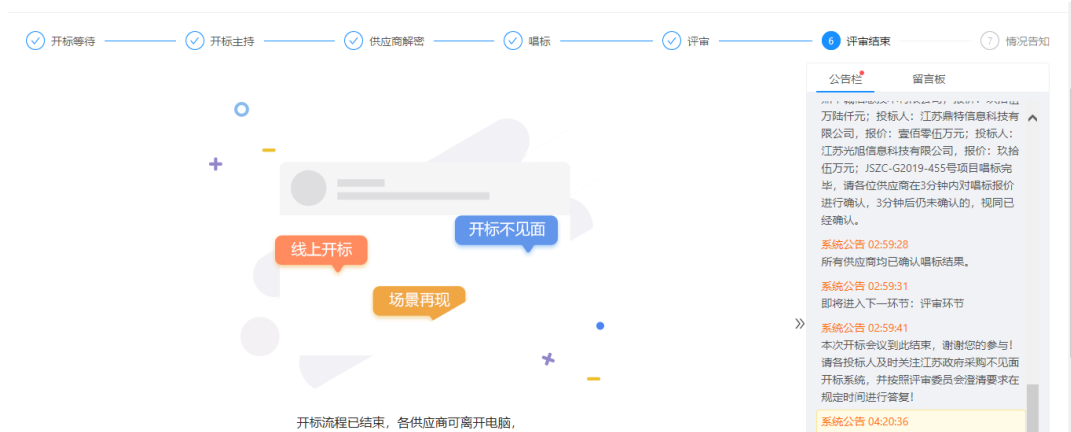 开标等待
开标主持
供应商解密
唱标
评审
6 评审结束
7 情况告知
公告栏
留言板
万陆仟元；投标人：江苏鼎特信息科技有
限公司，报价：壹佰零伍万元；投标人：
江苏光旭信息科技有限公司，报价：玖拾
伍万元；JSZC-G2019-455号项目唱标完
毕，请各位供应商在3分钟内对唱标报价
进行确认，3分钟后仍未确认的，视同已
经确认。
系统公告 02:59:28
所有供应商均已确认唱标结果。
系统公告 02:59:31
即将进入下一环节：评审环节
系统公告 02:59:41
本次开标会议到此结束，谢谢您的参与！
请各投标人及时关注江苏政府采购不见面
开标系统，并按照评审委员会澄清要求在
规定时间进行答复！
系统公告 04:20:36
开标不见面
线上开标
场景再现
开标流程已结束，各供应商可离开电脑，